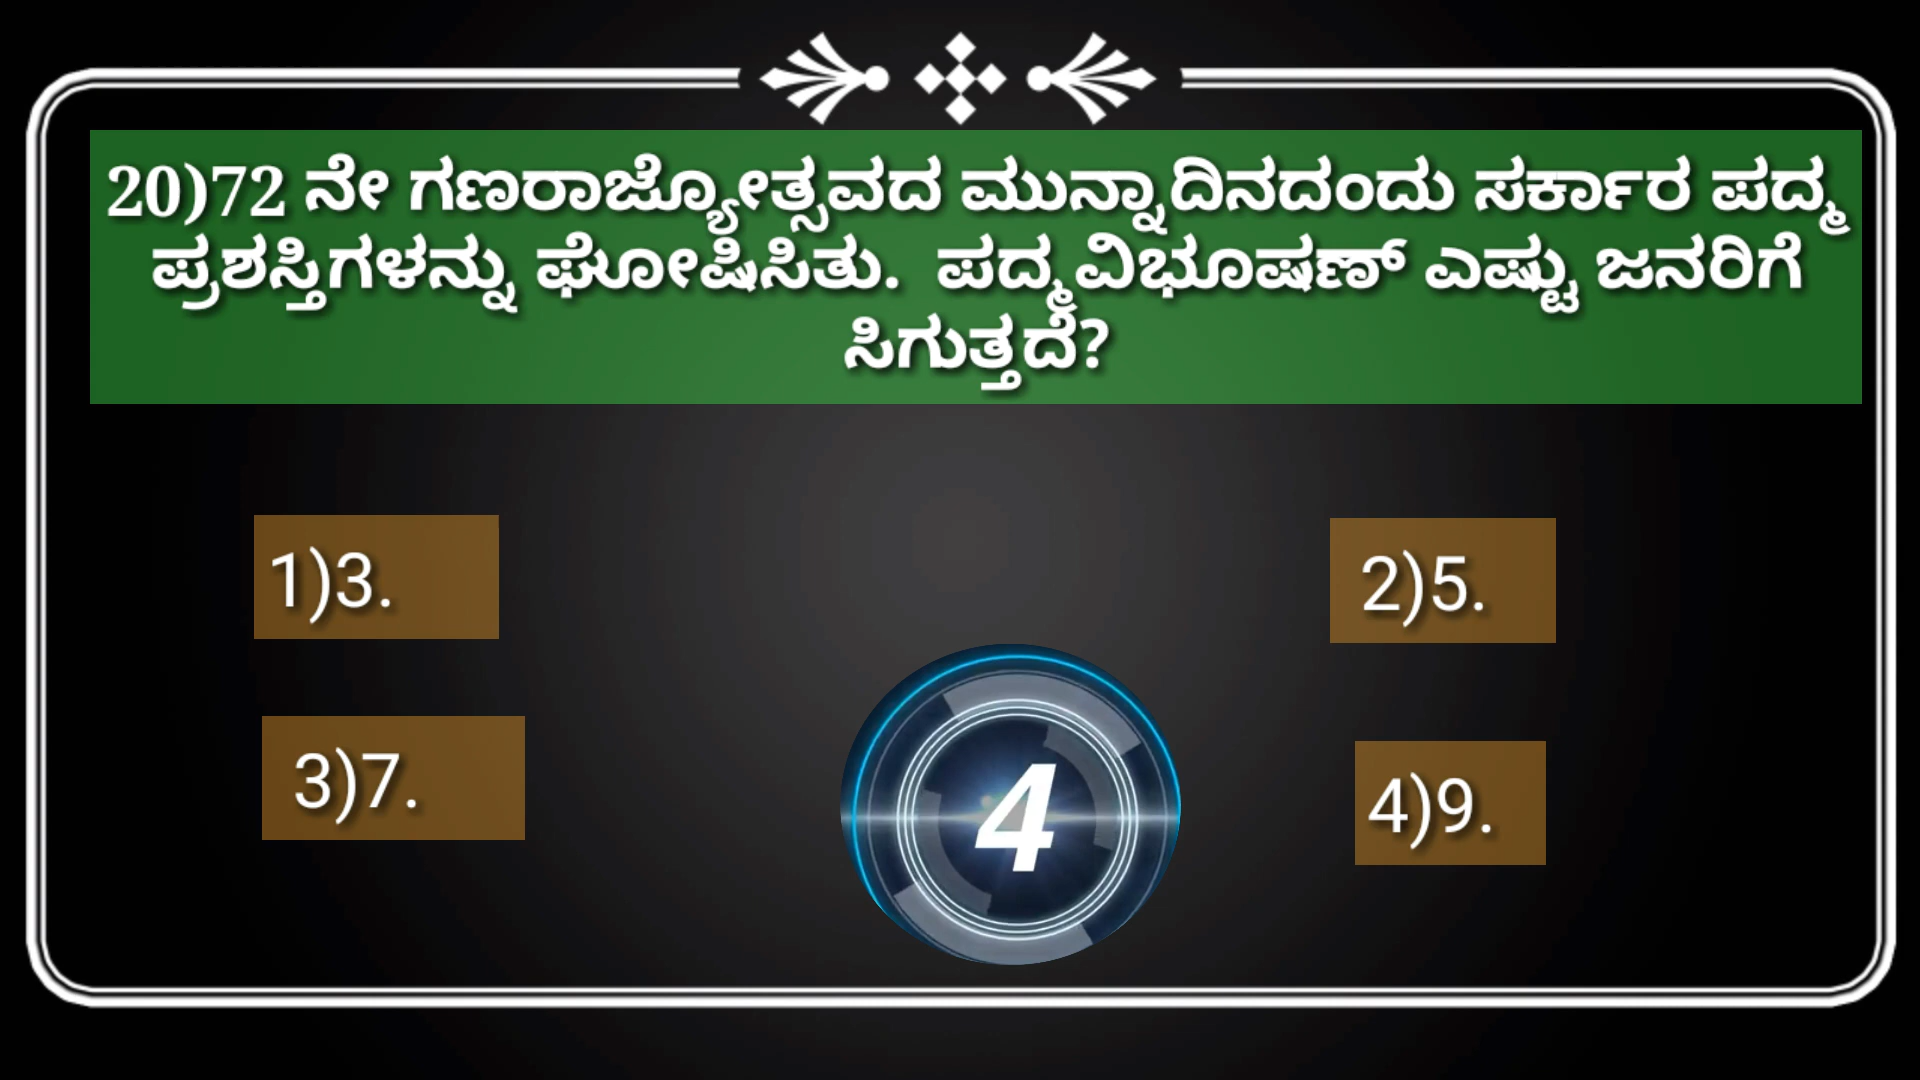 20)72 ನೇ ಗಣರಾಜ್ಯೋತ್ಸವದ ಮುನ್ನಾದಿನದಂದು ಸರ್ಕಾರ ಪದ್ಮ
ಪ್ರಶಸ್ತಿಗಳನ್ನು ಘೋಷಿಸಿತು. ಪದ್ಮವಿಭೂಷಣ್ ಎಷ್ಟು ಜನರಿಗೆ
ಸಿಗುತ್ತದೆ?
1)3.
2)5.
3)7.
4)9.
4